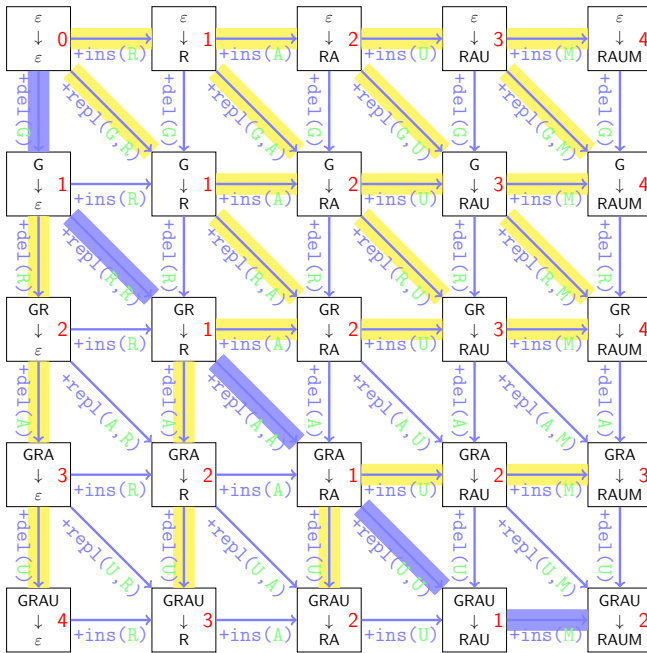 ε ↓ ε 0 +ins(R) ε ↓ R 1 +ins(A) ε ↓ RA 2 +ins(U) ε ↓ RAU 3 +ins(M) ε ↓ RAUM 4
+del(G) +repl(G,R) +del(G) +repl(G,A) +del(G) +repl(G,U) +del(G) +repl(G,M) +del(G)
G ↓ ε 1 +ins(R) G ↓ R 1 +ins(A) G ↓ RA 2 +ins(U) G ↓ RAU 3 +ins(M) G ↓ RAUM 4
+del(R) +repl(R,R) +del(R) +repl(R,A) +del(R) +repl(R,U) +del(R) +repl(R,M) +del(R)
GR ↓ ε 2 +ins(R) GR ↓ R 1 +ins(A) GR ↓ RA 2 +ins(U) GR ↓ RAU 3 +ins(M) GR ↓ RAUM 4
+del(A) +repl(A,R) +del(A) +repl(A,A) +del(A) +repl(A,U) +del(A) +repl(A,M) +del(A)
GRA ↓ ε 3 +ins(R) GRA ↓ R 2 +ins(A) GRA ↓ RA 1 +ins(U) GRA ↓ RAU 2 +ins(M) GRA ↓ RAUM 3
+del(U) +repl(U,R) +del(U) +repl(U,A) +del(U) +repl(U,U) +del(U) +repl(U,M) +del(U)
GRAU ↓ ε 4 +ins(R) GRAU ↓ R 3 +ins(A) GRAU ↓ RA 2 +ins(U) GRAU ↓ RAU 1 +ins(M) GRAU ↓ RAUM 2